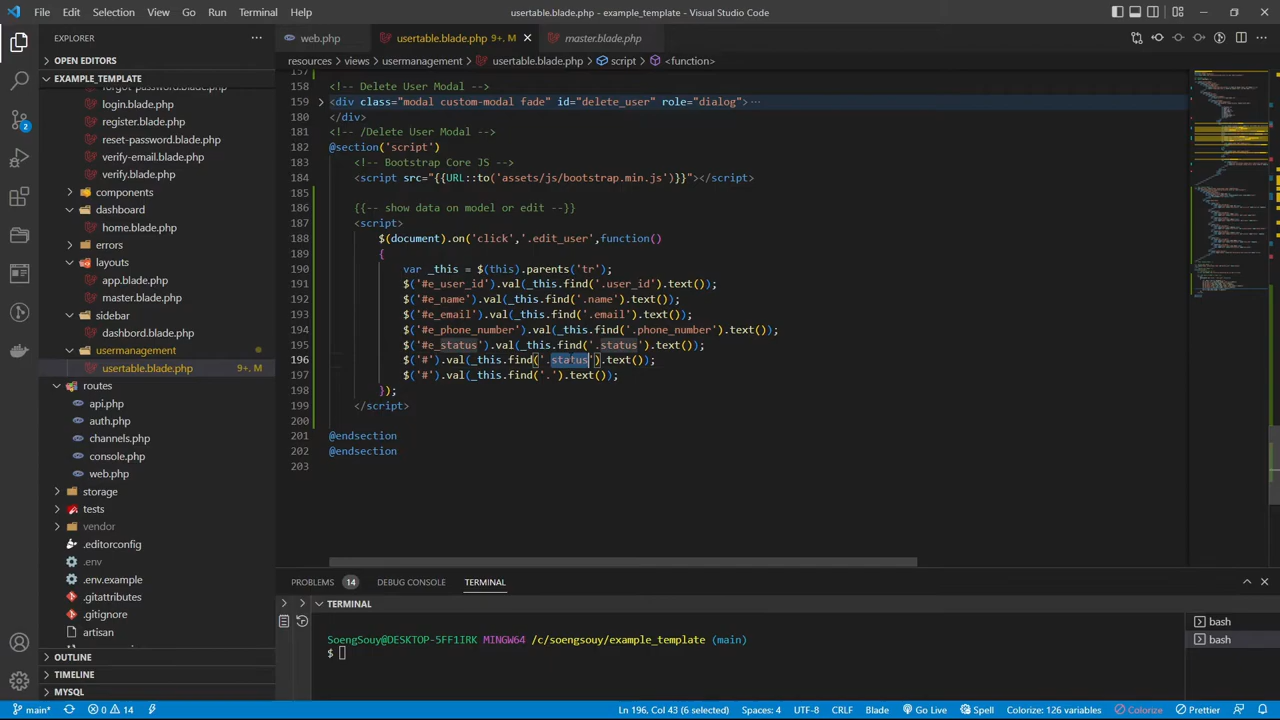 File Edit Selection View Go Run Terminal Help
usertable.blade.php - example_template - Visual Studio Code
EXPLORER
web.php
usertable.blade.php 9+, M
master.blade.php
OPEN EDITORS
resources > views > usermanagement > usertable.blade.php > script > <function>
EXAMPLE_TEMPLATE
forgot-password.blade.php
login.blade.php
register.blade.php
reset-password.blade.php
verify-email.blade.php
verify.blade.php
components
dashboard
home.blade.php
errors
layouts
app.blade.php
master.blade.php
sidebar
dashbord.blade.php
usermanagement
usertable.blade.php 9+, M
routes
api.php
auth.php
channels.php
console.php
web.php
storage
tests
vendor
.editorconfig
.env
.env.example
.gitattributes
.gitignore
artisan
OUTLINE
TIMELINE
MYSQL
157
158 <!-- Delete User Modal -->
159 <div class="modal custom-modal fade" id="delete_user" role="dialog"> ...
180 </div>
181 <!-- /Delete User Modal -->
182 @section('script')
183 <!-- Bootstrap Core JS -->
184 <script src="{{URL::to('assets/js/bootstrap.min.js')}}"></script>
185
186 {{-- show data on model or edit --}}
187 <script>
188 $(document).on('click', '.edit_user',function()
189 {
190 var _this = $(this).parents('tr');
191 $('#e_user_id').val(_this.find('.user_id').text());
192 $('#e_name').val(_this.find('.name').text());
193 $('#e_email').val(_this.find('.email').text());
194 $('#e_phone_number').val(_this.find('.phone_number').text());
195 $('#e_status').val(_this.find('.status').text());
196 $('#').val(_this.find('.status').text());
197 $('#').val(_this.find('.').text());
198 });
199 </script>
200
201 @endsection
202 @endsection
203
PROBLEMS 14 DEBUG CONSOLE TERMINAL
TERMINAL
SoengSouy@DESKTOP-5FF1IRK MINGW64 /c/soengsouy/example_template (main)
$
bash
bash
2
main* 0 14 Ln 196, Col 43 (6 selected) Spaces: 4 UTF-8 CRLF Blade Go Live Spell Colorize: 126 variables Colorize Prettier